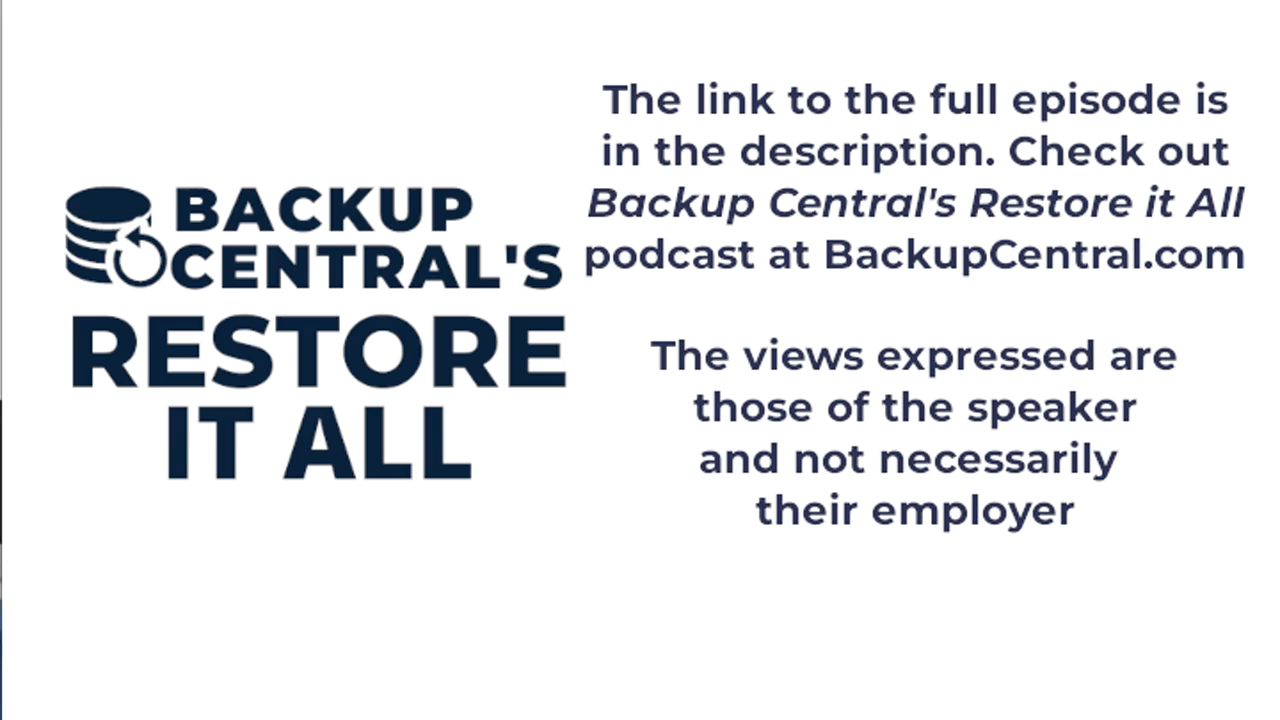 BACKUP
CENTRAL'S
RESTORE
IT ALL
The link to the full episode is
in the description. Check out
Backup Central's Restore it All
podcast at BackupCentral.com
The views expressed are
those of the speaker
and not necessarily
their employer